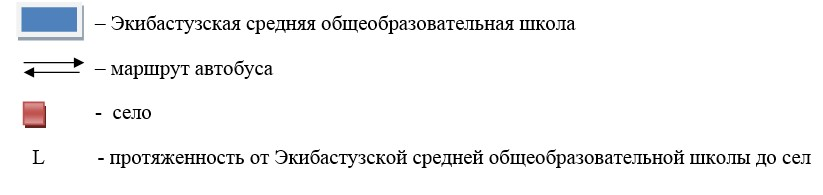 – Экибастузская средняя общеобразовательная школа
– маршрут автобуса
- село
L - протяженность от Экибастузской средней общеобразовательной школы до сел